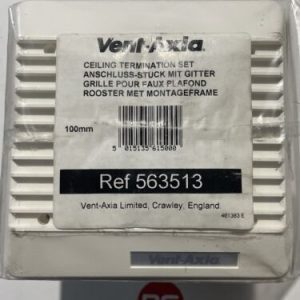 Vent-Axia®
CEILING TERMINATION SET
ANSCHLUSS-STUCK MIT GITTER
GRILLE POUR FAUX PLAFOND
ROOSTER MET MONTAGEFRAME
100mm
5 015135 615000
Ref 563513
Vent-Axia Limited, Crawley, England.
401383 E
Vent-Axia